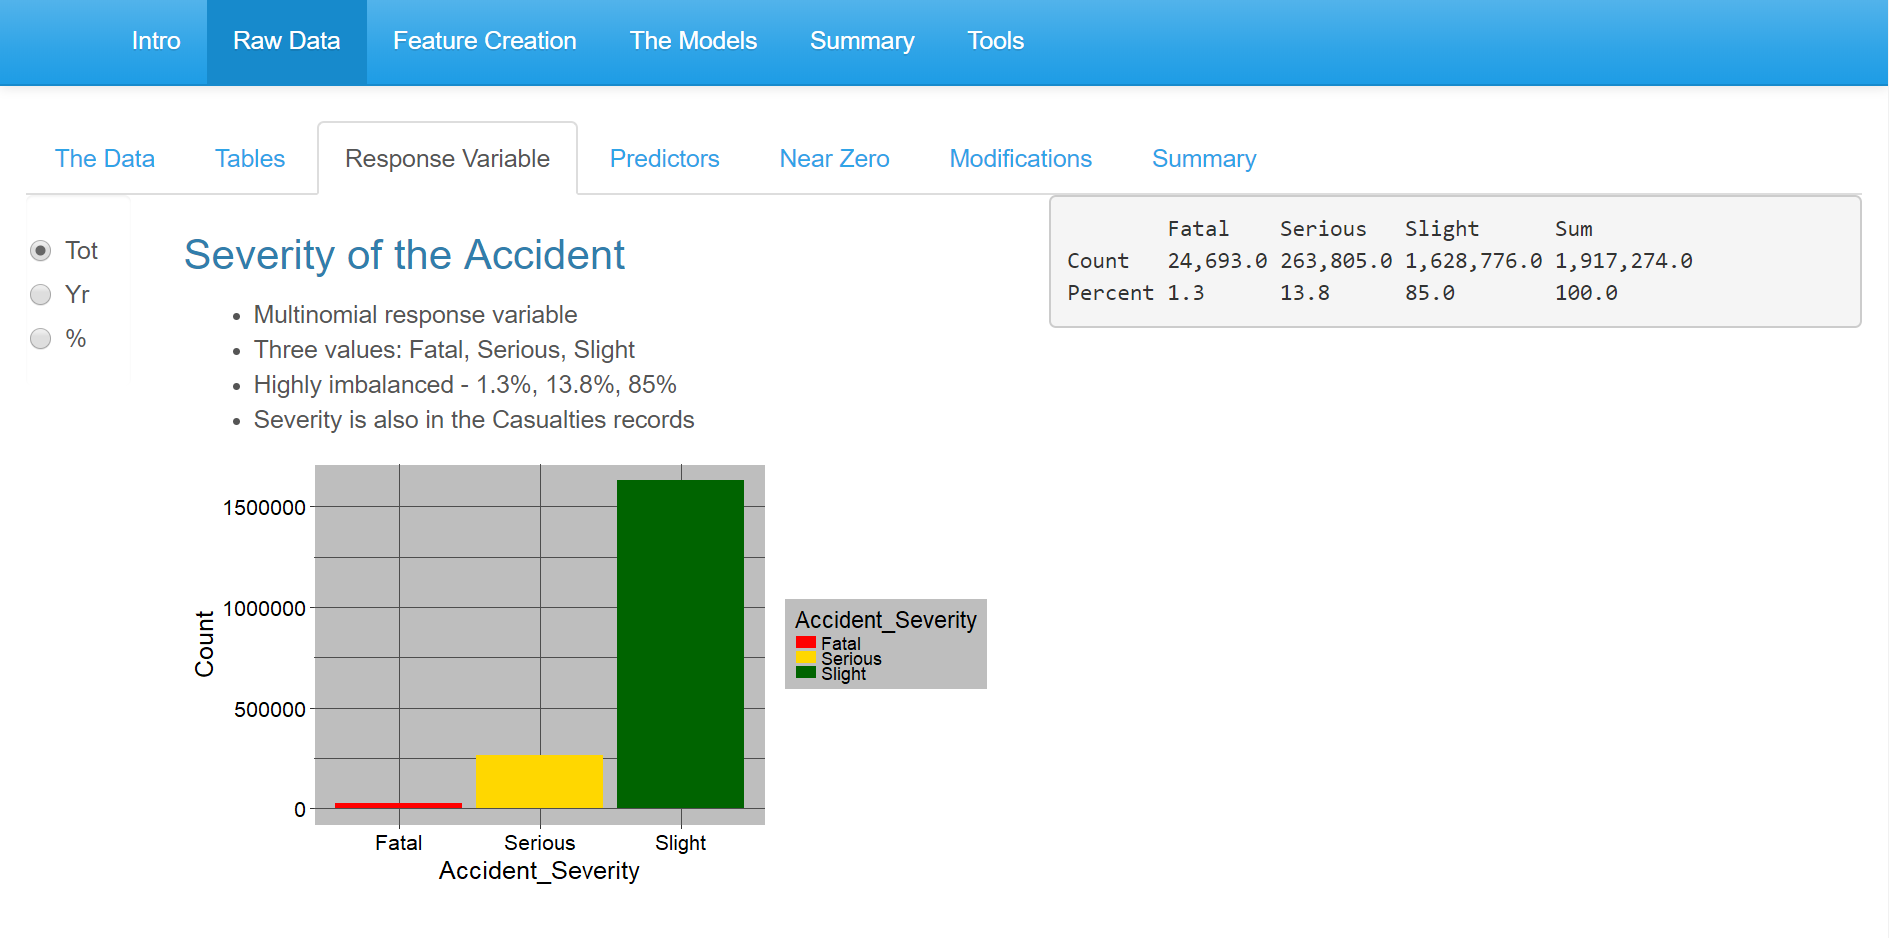 Intro Raw Data Feature Creation The Models Summary Tools
The Data Tables Response Variable Predictors Near Zero Modifications Summary
Tot
Yr
%
Severity of the Accident
• Multinomial response variable
• Three values: Fatal, Serious, Slight
• Highly imbalanced - 1.3%, 13.8%, 85%
• Severity is also in the Casualties records
Fatal Serious Slight Sum
Count 24,693.0 263,805.0 1,628,776.0 1,917,274.0
Percent 1.3 13.8 85.0 100.0
Count
1500000
1000000
500000
0
Fatal Serious Slight
Accident_Severity
Accident_Severity
Fatal
Serious
Slight